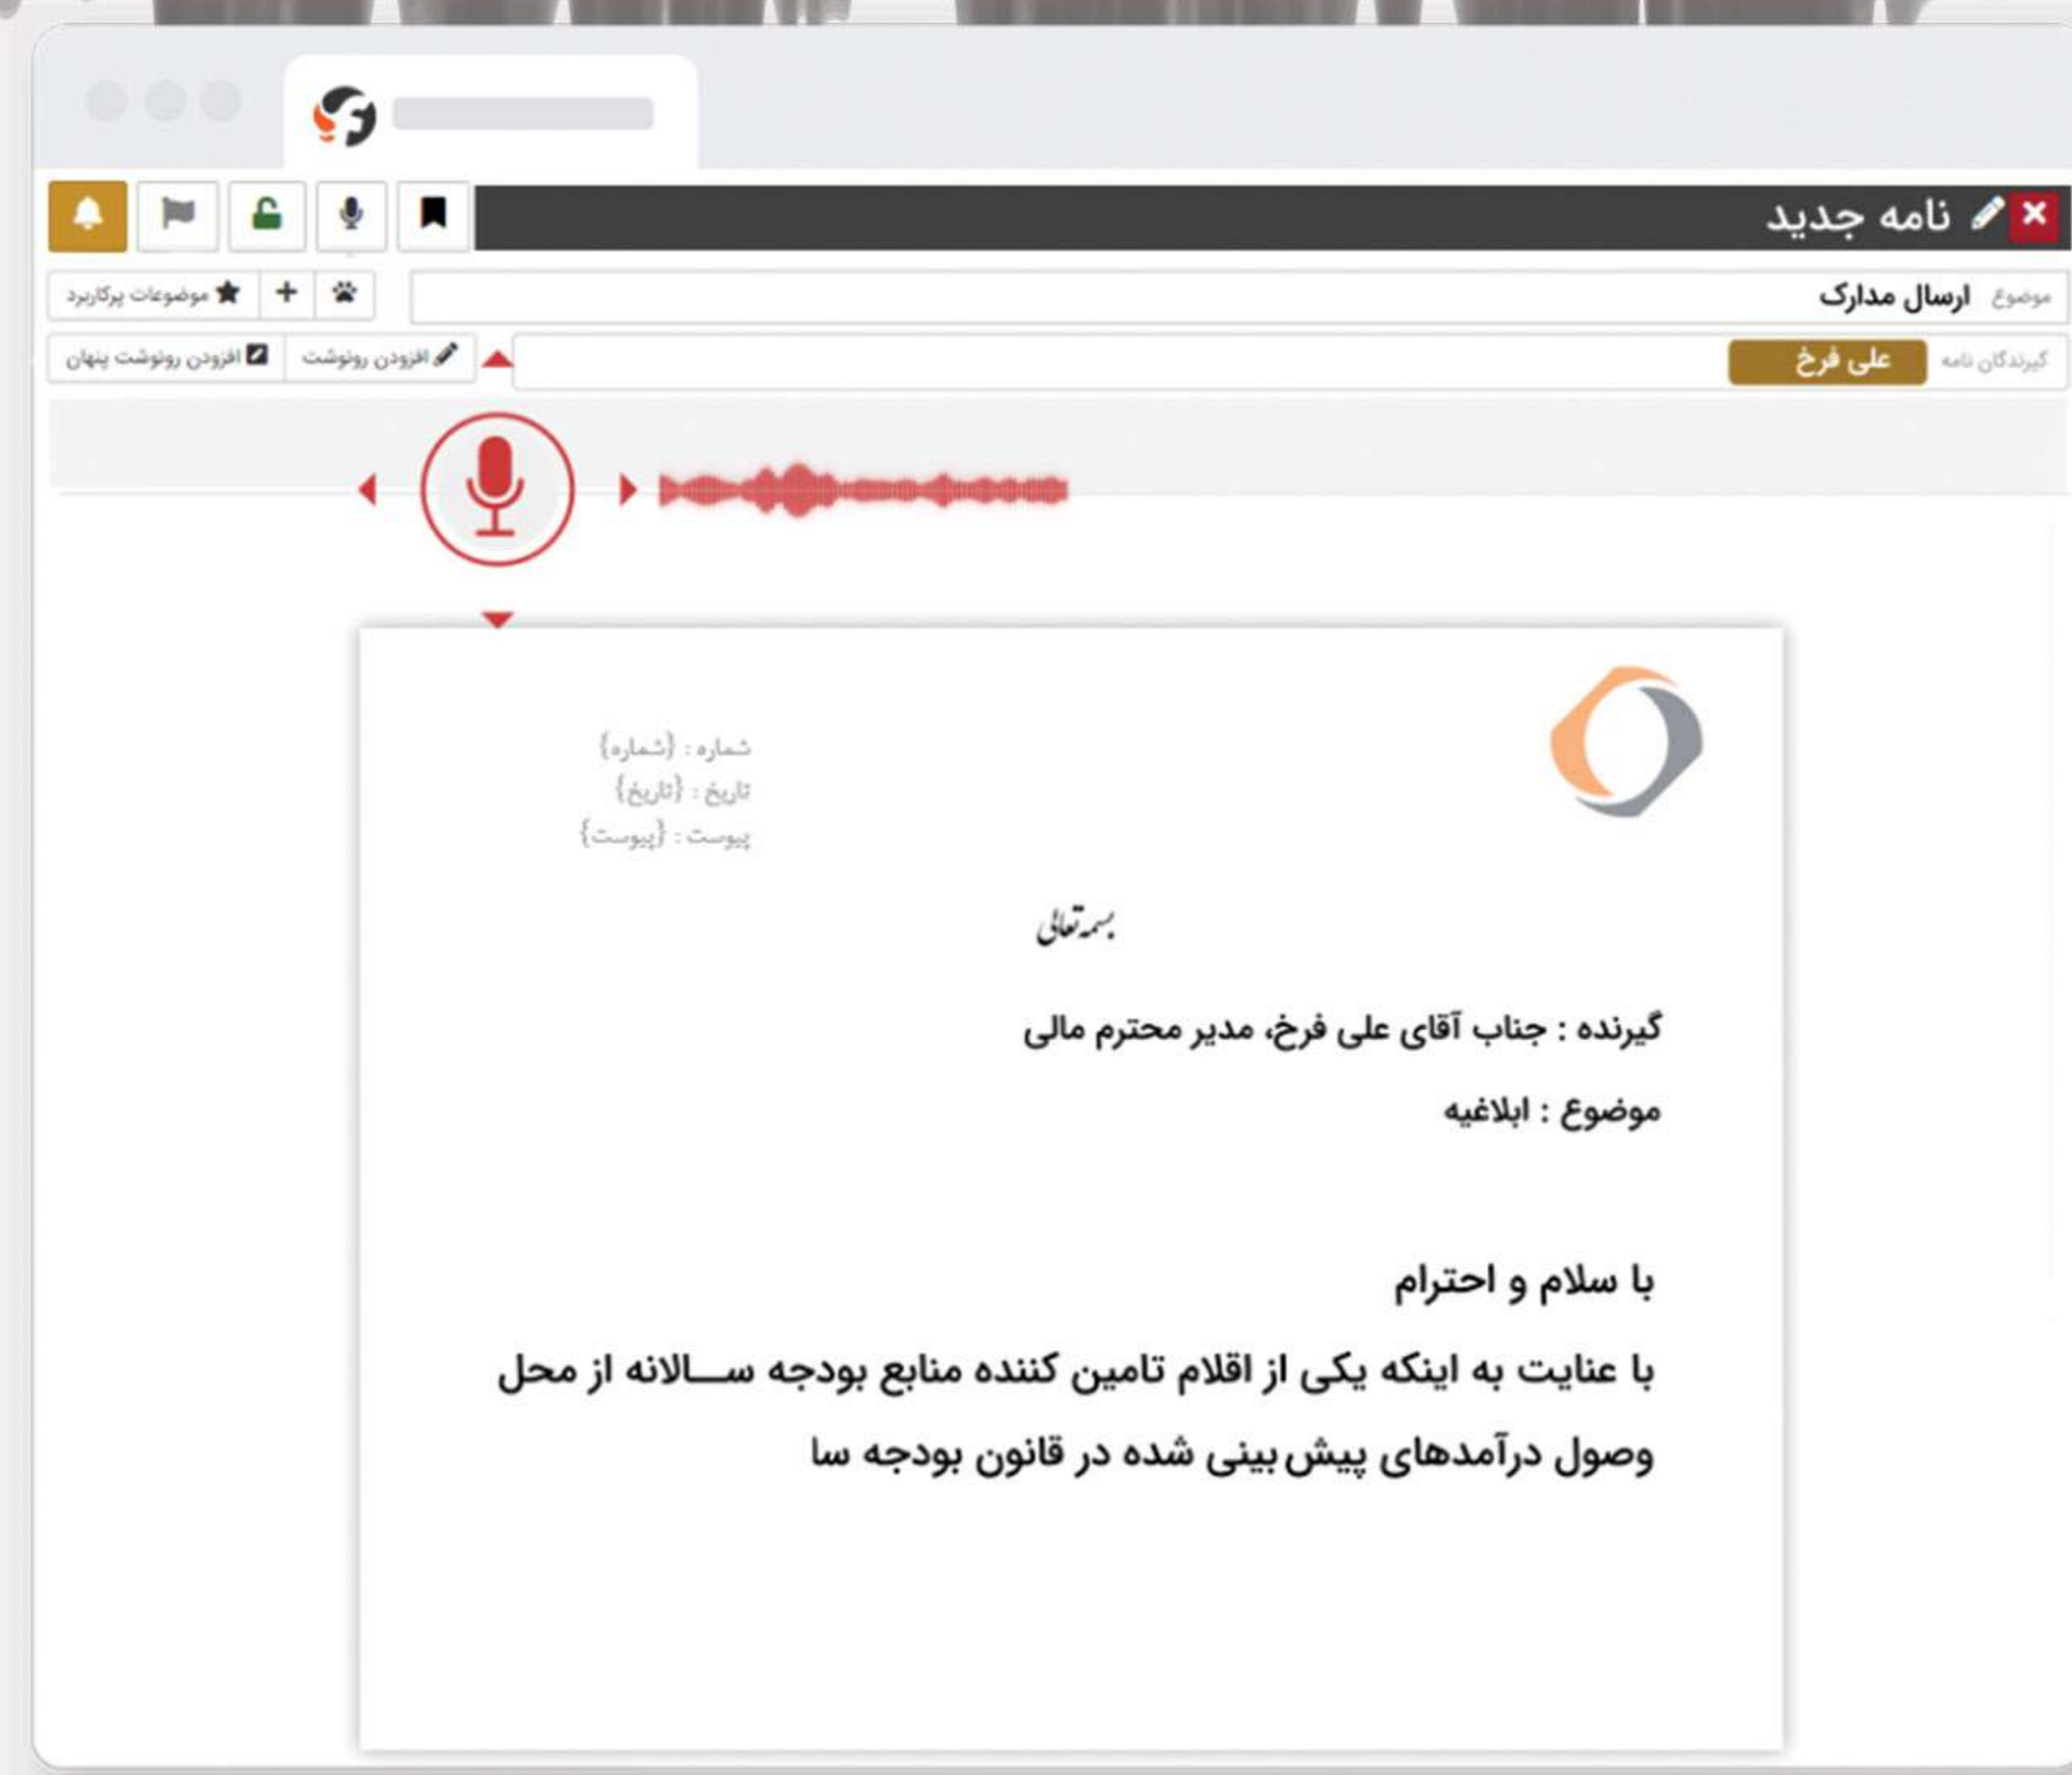 نامه جدید
موضوع ارسال مدارک
موضوعات پرکاربرد
گیرندگان نامه علی فرخ
افزودن رونوشت افزودن رونوشت پنهان
شماره : {شماره}
تاریخ : {تاریخ}
پیوست : {پیوست}
بسمه تعالی
گیرنده : جناب آقای علی فرخ، مدیر محترم مالی
موضوع : ابلاغیه
با سلام و احترام
با عنایت به اینکه یکی از اقلام تامین کننده منابع بودجه ســالانه از محل
وصول درآمدهای پیش بینی شده در قانون بودجه سا